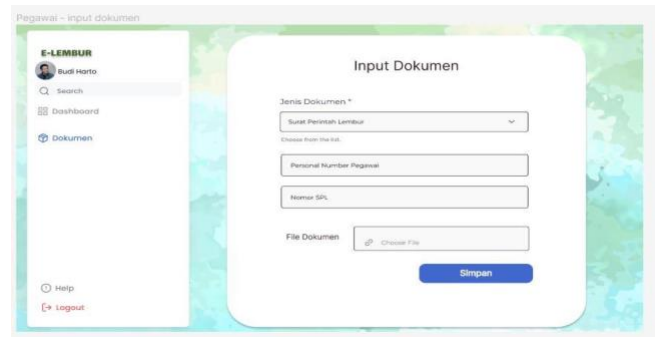 Pegawai - input dokumen
E-LEMBUR
Budi Harto
Search
Dashboard
Dokumen
Help
Logout
Input Dokumen
Jenis Dokumen *
Surat Perintah Lembur
Choose from the list.
Personal Number Pegawai
Nomor SPL
File Dokumen
Choose File
Simpan